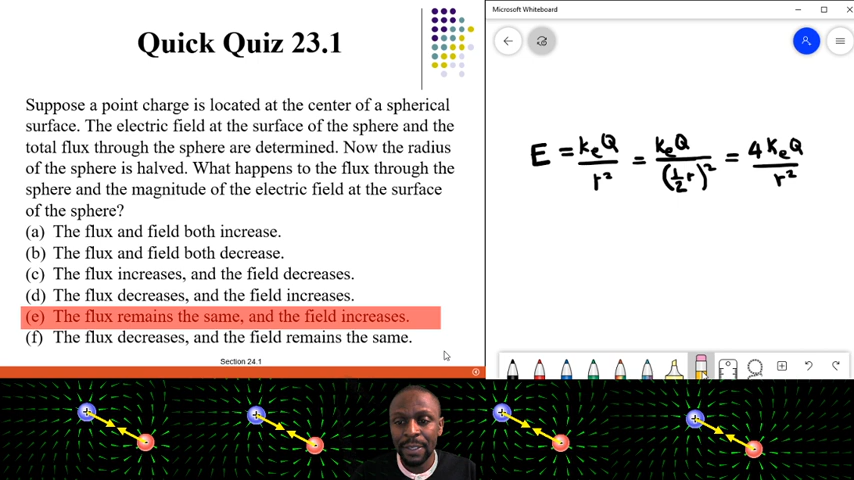 Quick Quiz 23.1
Suppose a point charge is located at the center of a spherical
surface. The electric field at the surface of the sphere and the
total flux through the sphere are determined. Now the radius
of the sphere is halved. What happens to the flux through the
sphere and the magnitude of the electric field at the surface
of the sphere?
(a) The flux and field both increase.
(b) The flux and field both decrease.
(c) The flux increases, and the field decreases.
(d) The flux decreases, and the field increases.
(e) The flux remains the same, and the field increases.
(f) The flux decreases, and the field remains the same.
Section 24.1
Microsoft Whiteboard
E = keQ/r² = keQ/(½r)² = 4keQ/r²